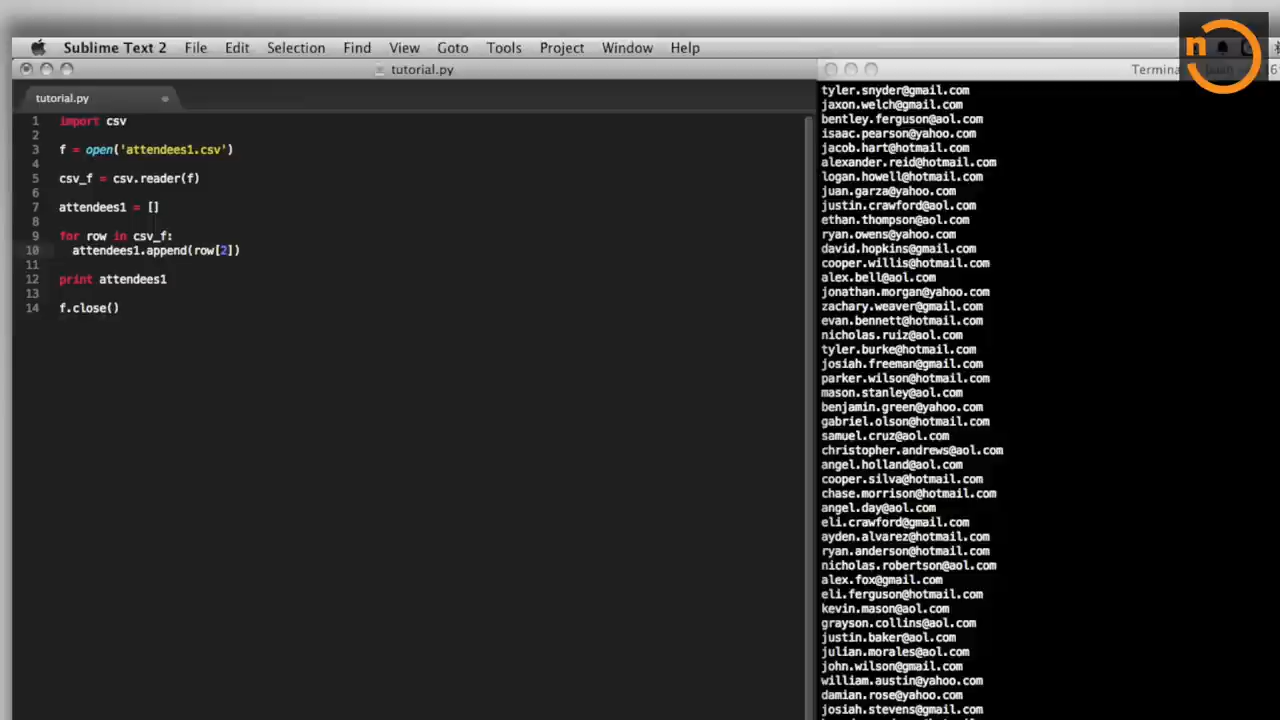 Sublime Text 2 File Edit Selection Find View Goto Tools Project Window Help
n
tutorial.py
tutorial.py
1 import csv
2
3 f = open('attendees1.csv')
4
5 csv_f = csv.reader(f)
6
7 attendees1 = []
8
9 for row in csv_f:
10 attendees1.append(row[2])
11
12 print attendees1
13
14 f.close()
tyler.snyder@gmail.com
jaxon.welch@gmail.com
bentley.ferguson@aol.com
isaac.pearson@yahoo.com
jacob.hart@hotmail.com
alexander.reid@hotmail.com
logan.howell@hotmail.com
juan.garza@yahoo.com
justin.crawford@aol.com
ethan.thompson@aol.com
ryan.owens@yahoo.com
david.hopkins@gmail.com
cooper.willis@hotmail.com
alex.bell@aol.com
jonathan.morgan@yahoo.com
zachary.weaver@gmail.com
evan.bennett@hotmail.com
nicholas.ruiz@aol.com
tyler.burke@hotmail.com
josiah.freeman@gmail.com
parker.wilson@hotmail.com
mason.stanley@aol.com
benjamin.green@yahoo.com
gabriel.olson@hotmail.com
samuel.cruz@aol.com
christopher.andrews@aol.com
angel.holland@aol.com
cooper.silva@hotmail.com
chase.morrison@hotmail.com
angel.day@aol.com
eli.crawford@gmail.com
ayden.alvarez@hotmail.com
ryan.anderson@hotmail.com
nicholas.robertson@aol.com
alex.fox@gmail.com
eli.ferguson@hotmail.com
kevin.mason@aol.com
grayson.collins@aol.com
justin.baker@aol.com
julian.morales@aol.com
john.wilson@gmail.com
william.austin@yahoo.com
damian.rose@yahoo.com
josiah.stevens@gmail.com